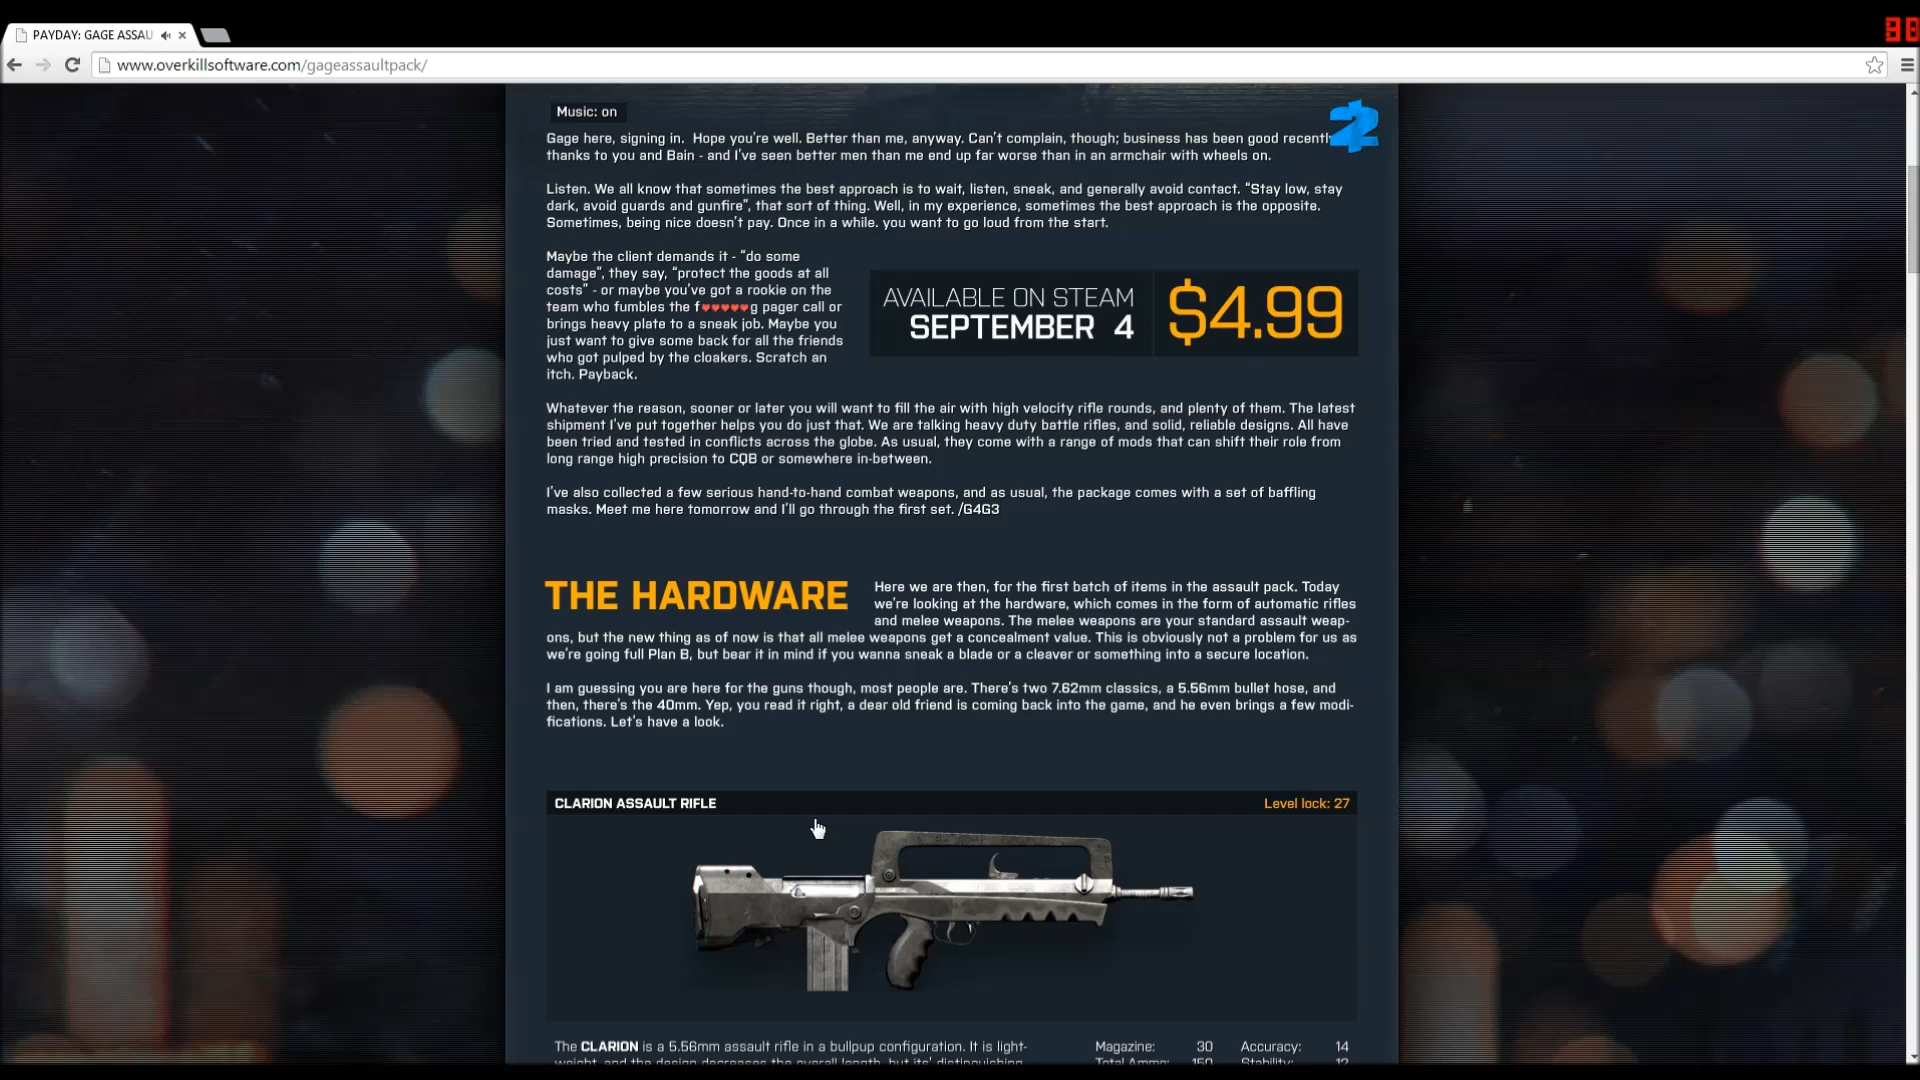 PAYDAY: GAGE ASSAU
www.overkillsoftware.com/gageassaultpack/
Music: on
2
Gage here, signing in. Hope you're well. Better than me, anyway. Can't complain, though; business has been good recently
thanks to you and Bain - and I've seen better men than me end up far worse than in an armchair with wheels on.
Listen. We all know that sometimes the best approach is to wait, listen, sneak, and generally avoid contact. "Stay low, stay
dark, avoid guards and gunfire", that sort of thing. Well, in my experience, sometimes the best approach is the opposite.
Sometimes, being nice doesn't pay. Once in a while. you want to go loud from the start.
Maybe the client demands it - "do some
damage", they say, "protect the goods at all
costs" - or maybe you've got a rookie on the
team who fumbles the f♥♥♥♥♥g pager call or
brings heavy plate to a sneak job. Maybe you
just want to give some back for all the friends
who got pulped by the cloakers. Scratch an
itch. Payback.
AVAILABLE ON STEAM
SEPTEMBER 4
$4.99
Whatever the reason, sooner or later you will want to fill the air with high velocity rifle rounds, and plenty of them. The latest
shipment I've put together helps you do just that. We are talking heavy duty battle rifles, and solid, reliable designs. All have
been tried and tested in conflicts across the globe. As usual, they come with a range of mods that can shift their role from
long range high precision to CQB or somewhere in-between.
I've also collected a few serious hand-to-hand combat weapons, and as usual, the package comes with a set of baffling
masks. Meet me here tomorrow and I'll go through the first set. /G4G3
THE HARDWARE
Here we are then, for the first batch of items in the assault pack. Today
we're looking at the hardware, which comes in the form of automatic rifles
and melee weapons. The melee weapons are your standard assault weap-
ons, but the new thing as of now is that all melee weapons get a concealment value. This is obviously not a problem for us as
we're going full Plan B, but bear it in mind if you wanna sneak a blade or a cleaver or something into a secure location.
I am guessing you are here for the guns though, most people are. There's two 7.62mm classics, a 5.56mm bullet hose, and
then, there's the 40mm. Yep, you read it right, a dear old friend is coming back into the game, and he even brings a few modi-
fications. Let's have a look.
CLARION ASSAULT RIFLE
Level lock: 27
The CLARION is a 5.56mm assault rifle in a bullpup configuration. It is light-
weight, and the design decreases the overall length, but its' distinguishing
Magazine: 30 Accuracy: 14
Total Ammo: 150 Stability: 12